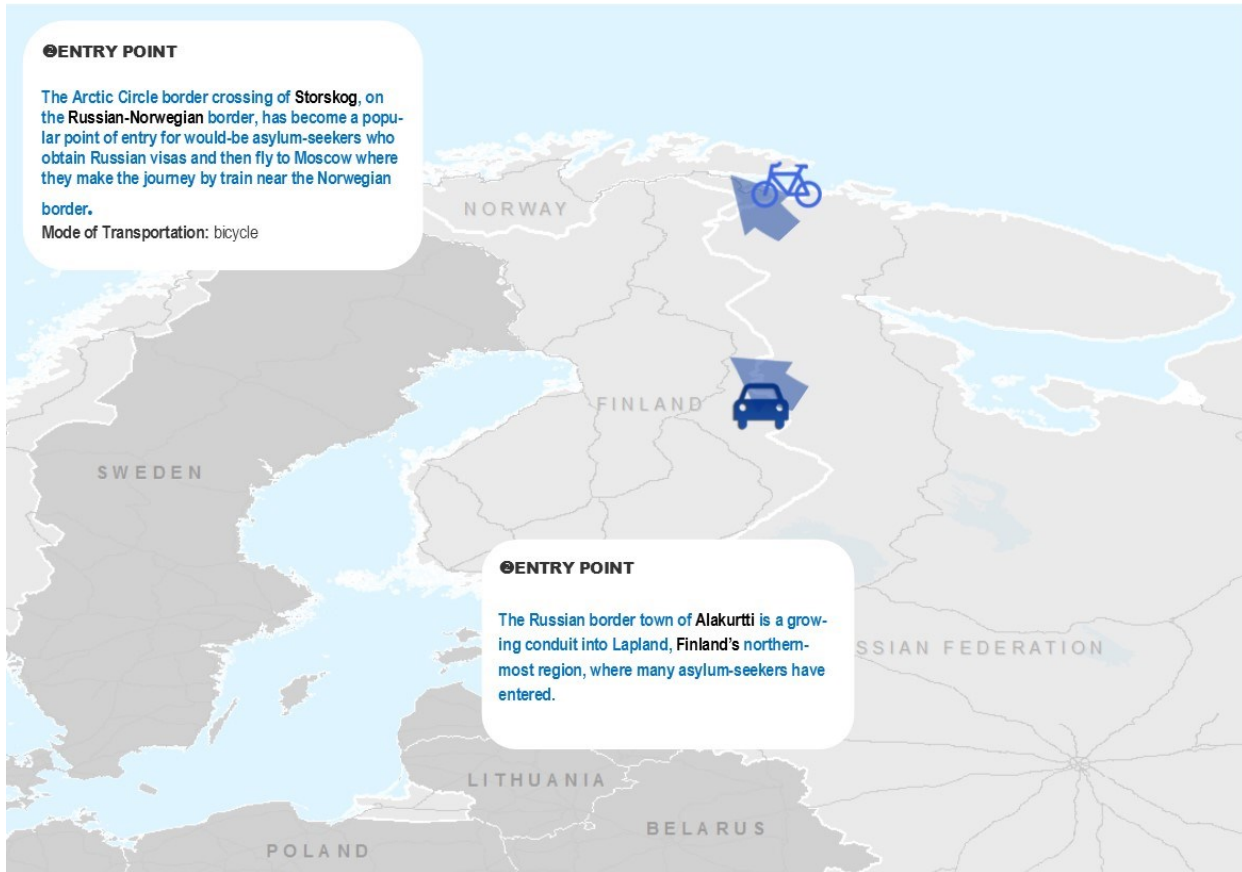 ❷ENTRY POINT
The Arctic Circle border crossing of Storskog, on
the Russian-Norwegian border, has become a popu-
lar point of entry for would-be asylum-seekers who
obtain Russian visas and then fly to Moscow where
they make the journey by train near the Norwegian
border.
Mode of Transportation: bicycle
NORWAY
FINLAND
SWEDEN
❷ENTRY POINT
The Russian border town of Alakurtti is a grow-
ing conduit into Lapland, Finland's northern-
most region, where many asylum-seekers have
entered.
SSIAN FEDERATION
LITHUANIA
BELARUS
POLAND